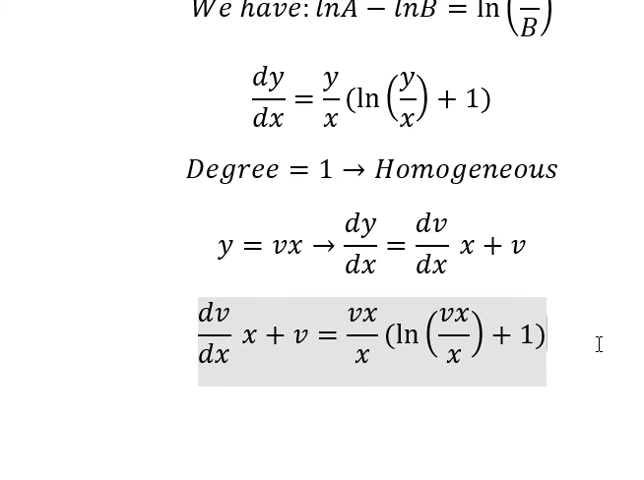 We have: lnA − lnB = ln (— B)
dy/dx = y/x (ln (y/x) + 1)
Degree = 1 → Homogeneous
y = vx → dy/dx = dv/dx x + v
dv/dx x + v = vx/x (ln (vx/x) + 1)